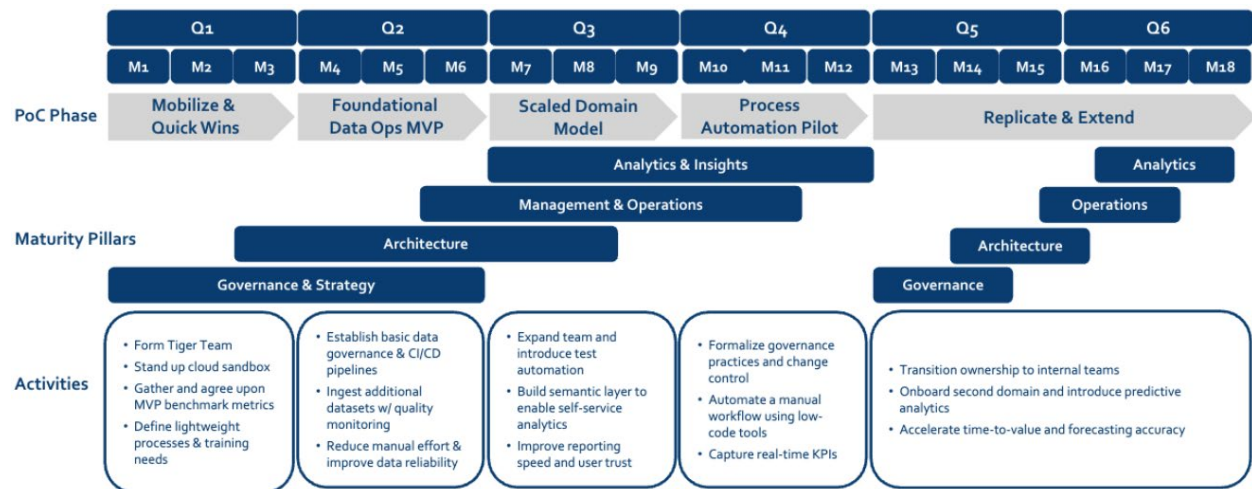 Q1
Q2
Q3
Q4
Q5
Q6
M1
M2
M3
M4
M5
M6
M7
M8
M9
M10
M11
M12
M13
M14
M15
M16
M17
M18
PoC Phase
Mobilize &
Quick Wins
Foundational
Data Ops MVP
Scaled Domain
Model
Process
Automation Pilot
Replicate & Extend
Maturity Pillars
Analytics & Insights
Analytics
Management & Operations
Operations
Architecture
Architecture
Governance & Strategy
Governance
Activities
• Form Tiger Team
• Stand up cloud sandbox
• Gather and agree upon
MVP benchmark metrics
• Define lightweight
processes & training
needs
• Establish basic data
governance & CI/CD
pipelines
• Ingest additional
datasets w/ quality
monitoring
• Reduce manual effort &
improve data reliability
• Expand team and
introduce test
automation
• Build semantic layer to
enable self-service
analytics
• Improve reporting
speed and user trust
• Formalize governance
practices and change
control
• Automate a manual
workflow using low-
code tools
• Capture real-time KPIs
• Transition ownership to internal teams
• Onboard second domain and introduce predictive
analytics
• Accelerate time-to-value and forecasting accuracy